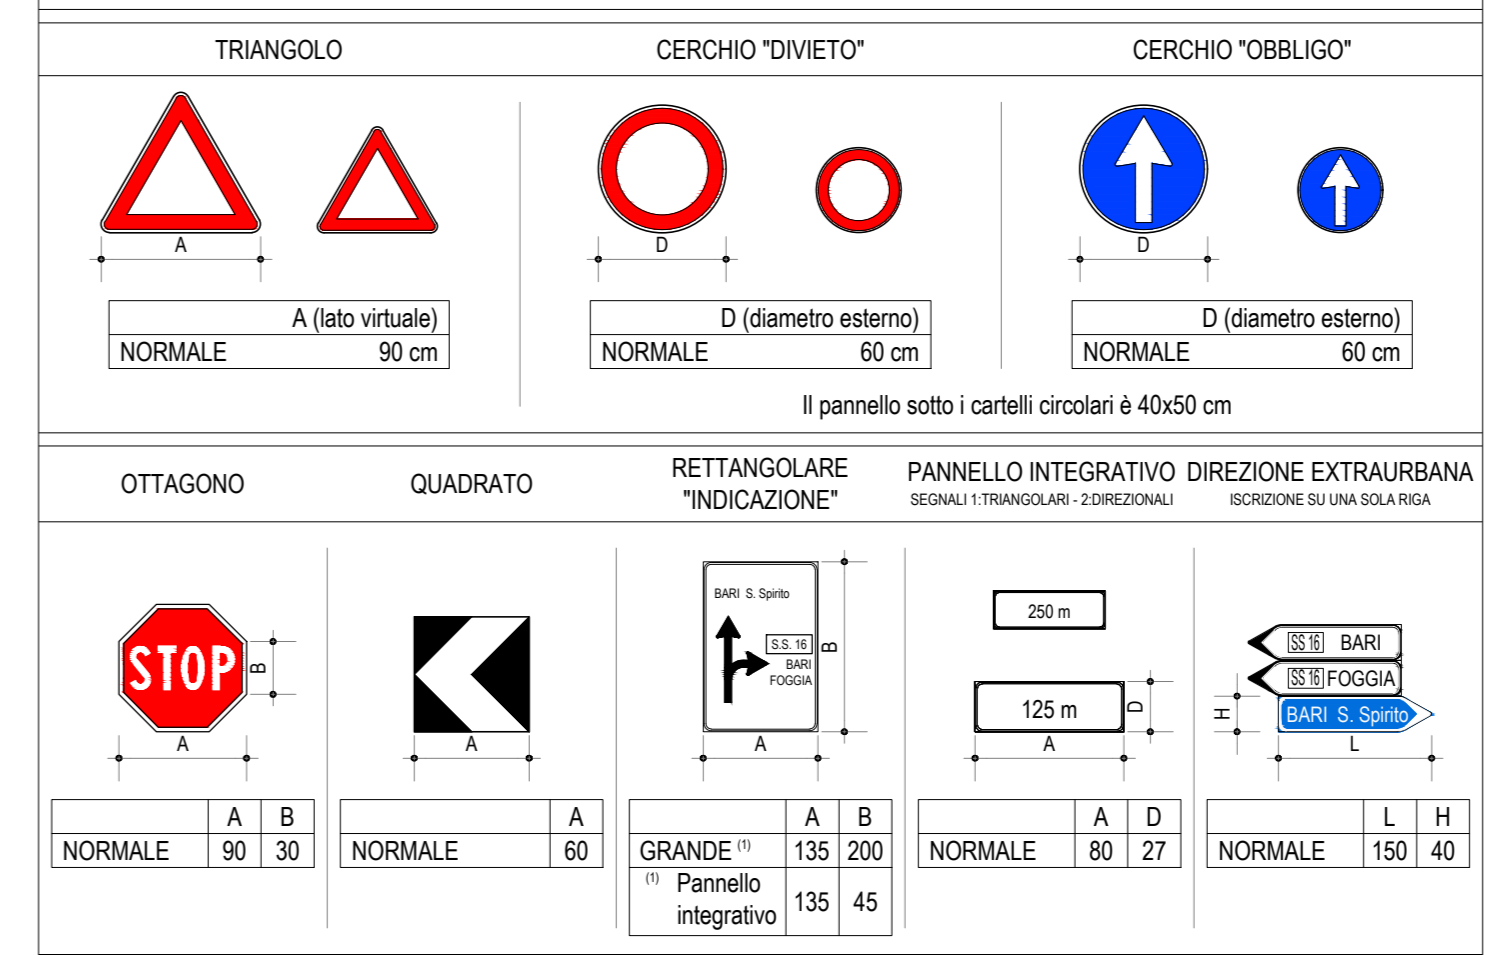 TRIANGOLO
CERCHIO "DIVIETO"
CERCHIO "OBBLIGO"
A
D
D
A (lato virtuale)
NORMALE 90 cm
D (diametro esterno)
NORMALE 60 cm
D (diametro esterno)
NORMALE 60 cm
Il pannello sotto i cartelli circolari è 40x50 cm
OTTAGONO
QUADRATO
RETTANGOLARE
"INDICAZIONE"
PANNELLO INTEGRATIVO
SEGNALI 1:TRIANGOLARI - 2:DIREZIONALI
DIREZIONE EXTRAURBANA
ISCRIZIONE SU UNA SOLA RIGA
STOP
B
A
A
BARI S. Spirito
S.S. 16
BARI
FOGGIA
B
A
250 m
125 m
D
A
SS 16 BARI
SS 16 FOGGIA
BARI S. Spirito
H
L
A B
NORMALE 90 30
A
NORMALE 60
A B
GRANDE (1) 135 200
(1) Pannello
integrativo 135 45
A D
NORMALE 80 27
L H
NORMALE 150 40